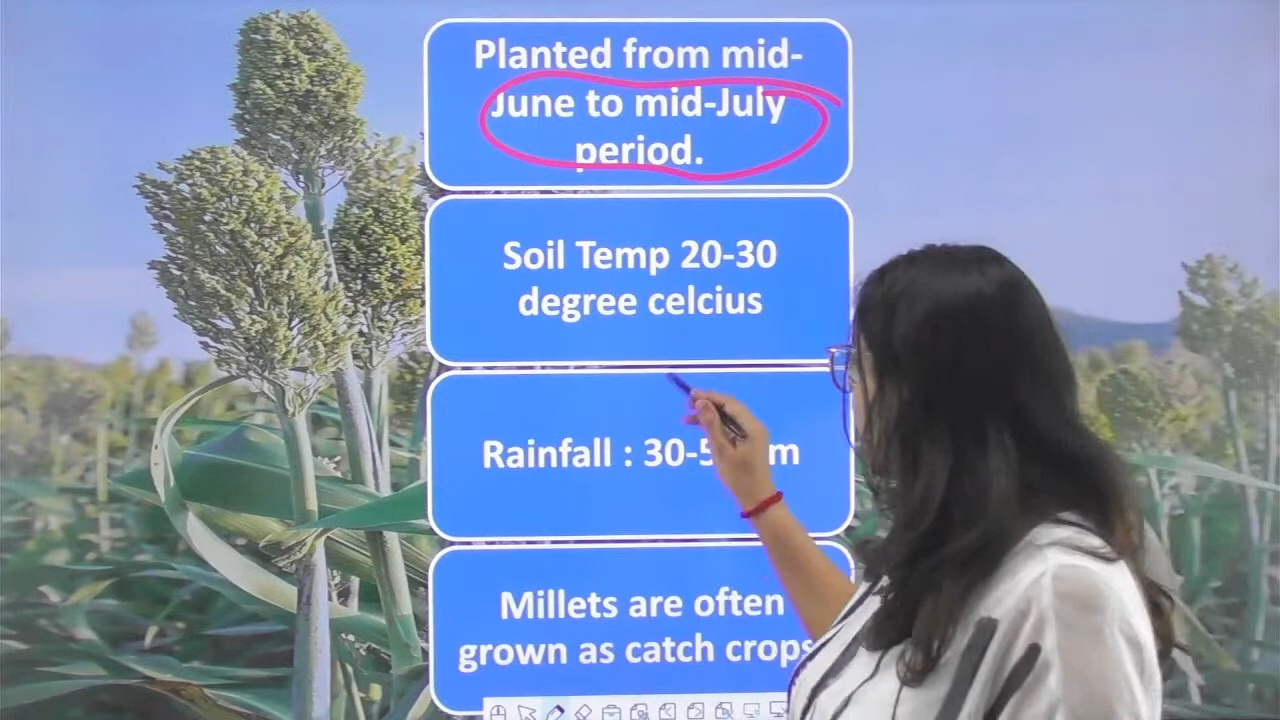 Planted from mid-
June to mid-July
period.
Soil Temp 20-30
degree celcius
Rainfall :
Millets are often
grown as catch crops